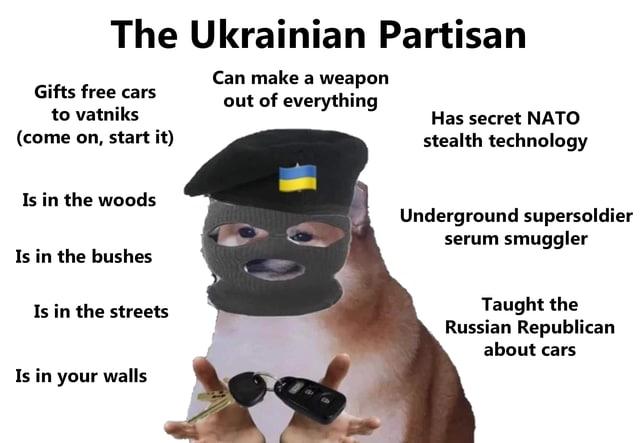 The Ukrainian Partisan
Gifts free cars
to vatniks
(come on, start it)
Can make a weapon
out of everything
Has secret NATO
stealth technology
Is in the woods
Underground supersoldier
serum smuggler
Is in the bushes
Is in the streets
Taught the
Russian Republican
about cars
Is in your walls